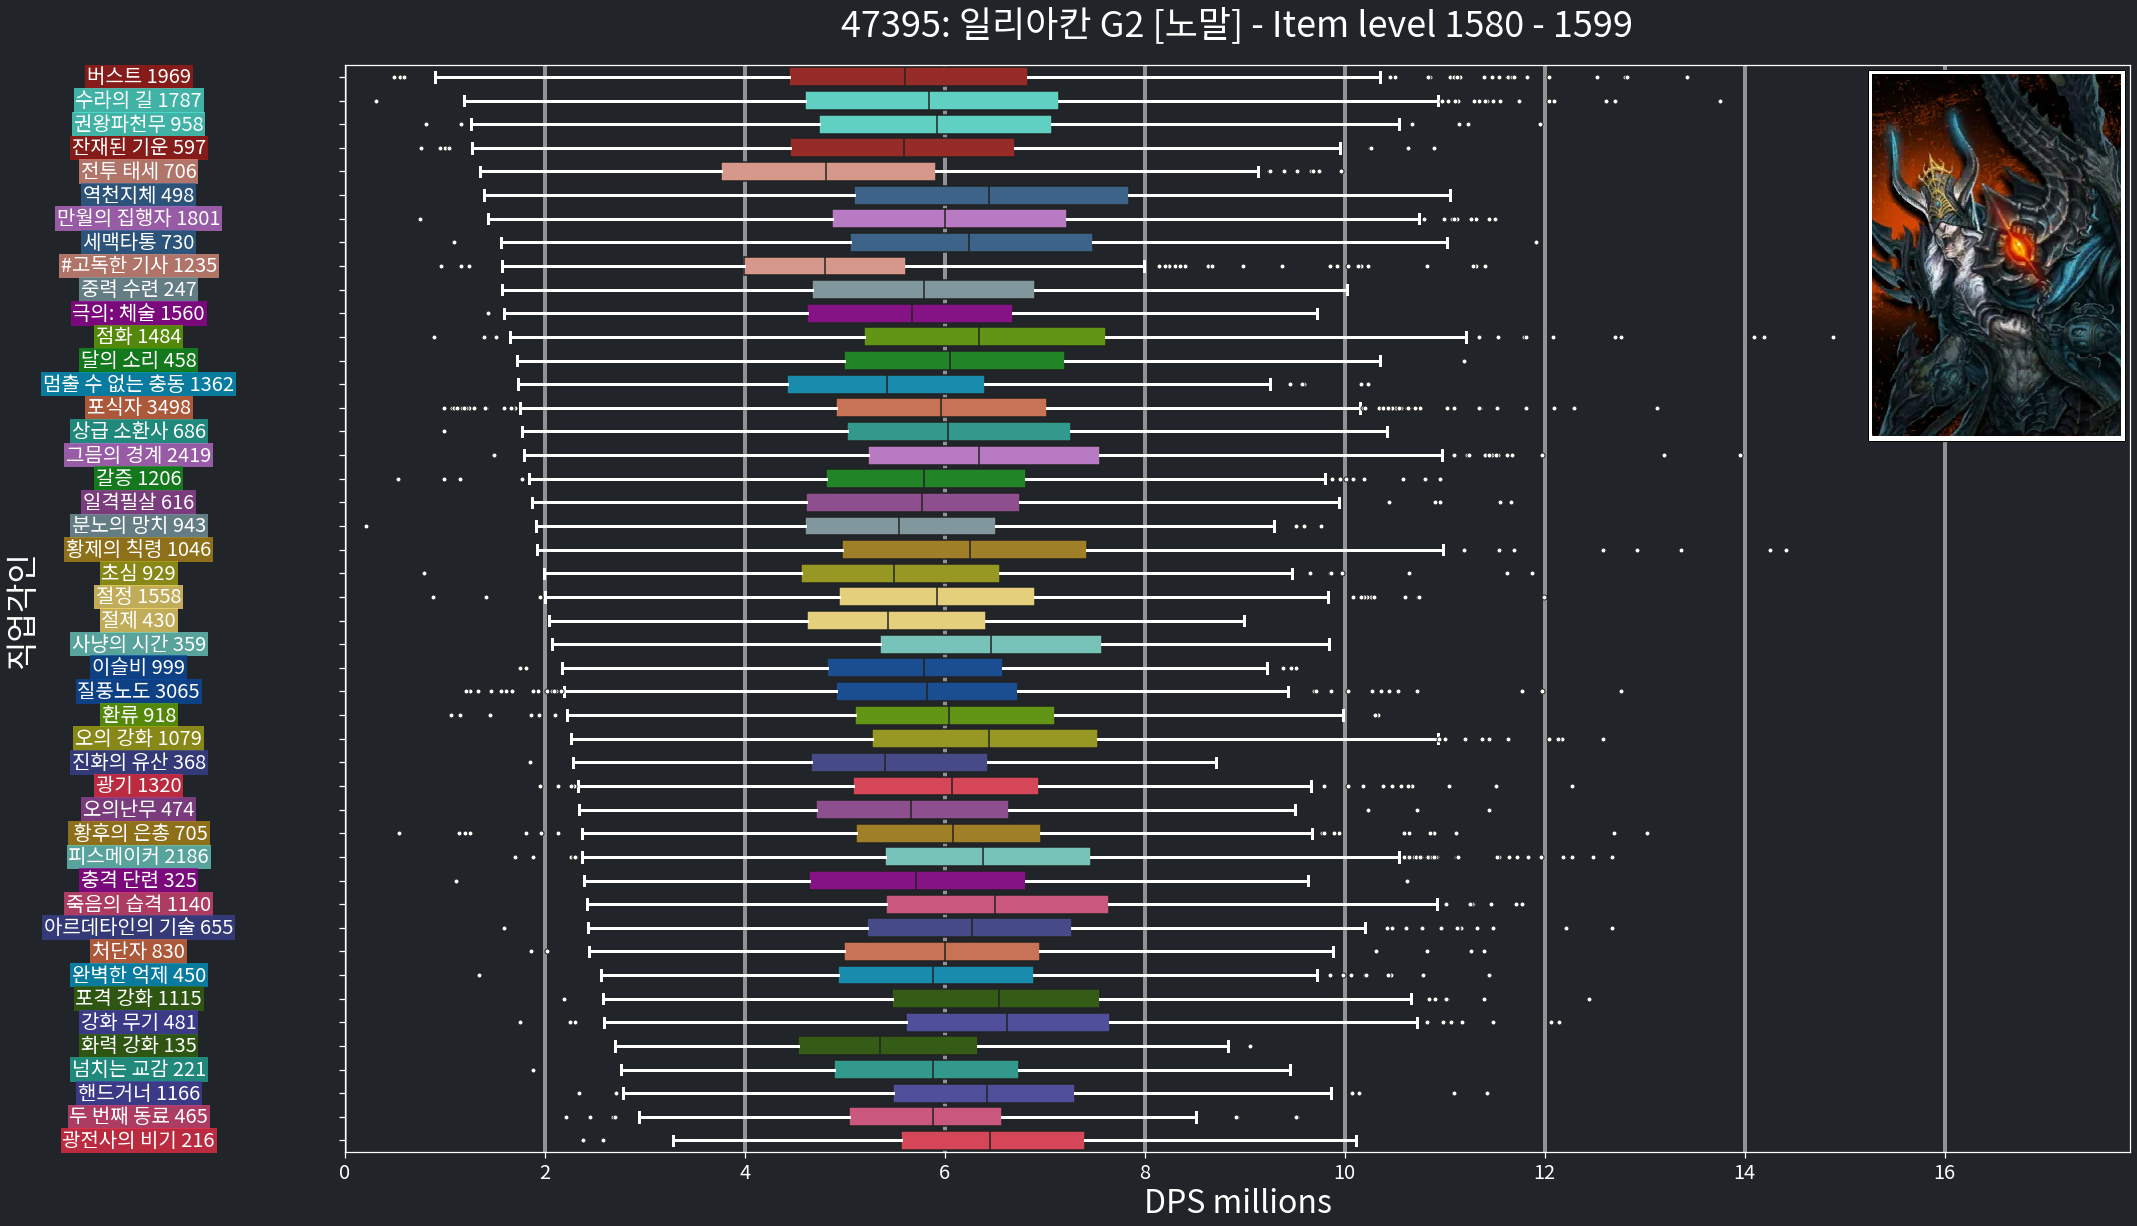 47395: 일리아칸 G2 [노말] - Item level 1580 - 1599
버스트 1969
수라의 길 1787
권왕파천무 958
잔재된 기운 597
전투 태세 706
역천지체 498
만월의 집행자 1801
세맥타통 730
#고독한 기사 1235
중력 수련 247
극의: 체술 1560
점화 1484
달의 소리 458
멈출 수 없는 충동 1362
포식자 3498
상급 소환사 686
그믐의 경계 2419
갈증 1206
일격필살 616
분노의 망치 943
황제의 칙령 1046
초심 929
절정 1558
절제 430
사냥의 시간 359
이슬비 999
질풍노도 3065
환류 918
오의 강화 1079
진화의 유산 368
광기 1320
오의난무 474
황후의 은총 705
피스메이커 2186
충격 단련 325
죽음의 습격 1140
아르데타인의 기술 655
처단자 830
완벽한 억제 450
포격 강화 1115
강화 무기 481
화력 강화 135
넘치는 교감 221
핸드거너 1166
두 번째 동료 465
광전사의 비기 216
직업각인
0 2 4 6 8 10 12 14 16
DPS millions